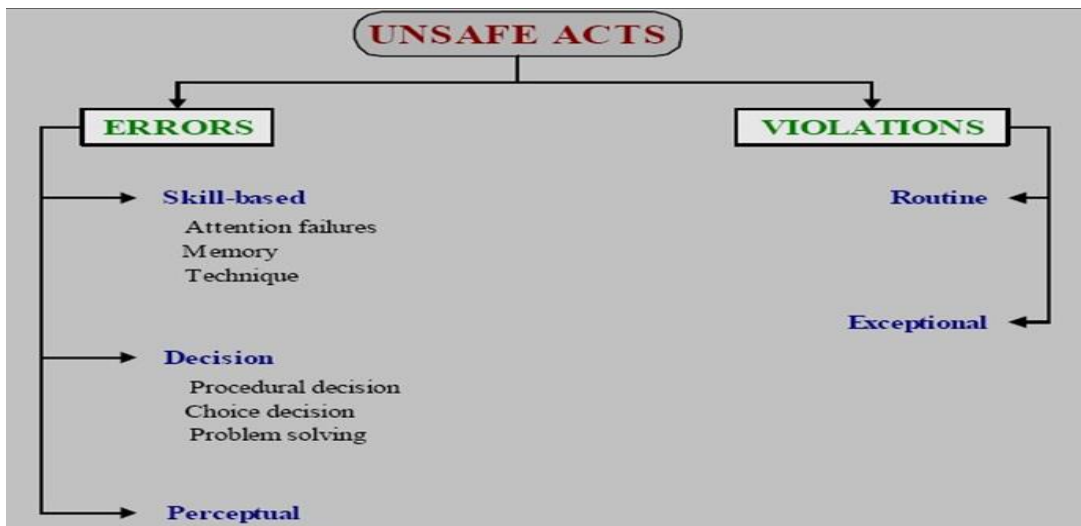 UNSAFE ACTS
ERRORS
VIOLATIONS
Skill-based
Attention failures
Memory
Technique
Routine
Exceptional
Decision
Procedural decision
Choice decision
Problem solving
Perceptual